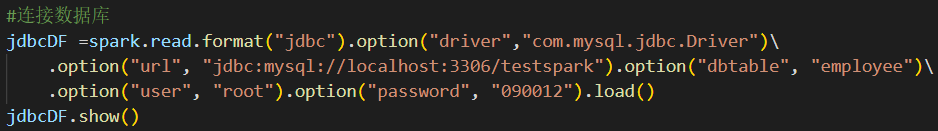 #连接数据库
jdbcDF =spark.read.format("jdbc").option("driver","com.mysql.jdbc.Driver")\
    .option("url", "jdbc:mysql://localhost:3306/testspark").option("dbtable", "employee")\
    .option("user", "root").option("password", "090012").load()
jdbcDF.show()